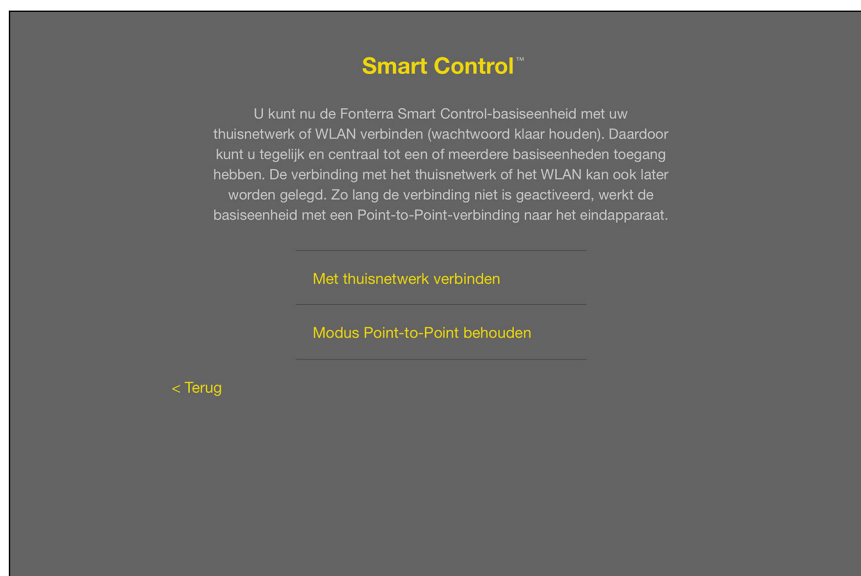 Smart Control™
U kunt nu de Fonterra Smart Control-basiseenheid met uw
thuisnetwerk of WLAN verbinden (wachtwoord klaar houden). Daardoor
kunt u tegelijk en centraal tot een of meerdere basiseenheden toegang
hebben. De verbinding met het thuisnetwerk of het WLAN kan ook later
worden gelegd. Zo lang de verbinding niet is geactiveerd, werkt de
basiseenheid met een Point-to-Point-verbinding naar het eindapparaat.
Met thuisnetwerk verbinden
Modus Point-to-Point behouden
< Terug